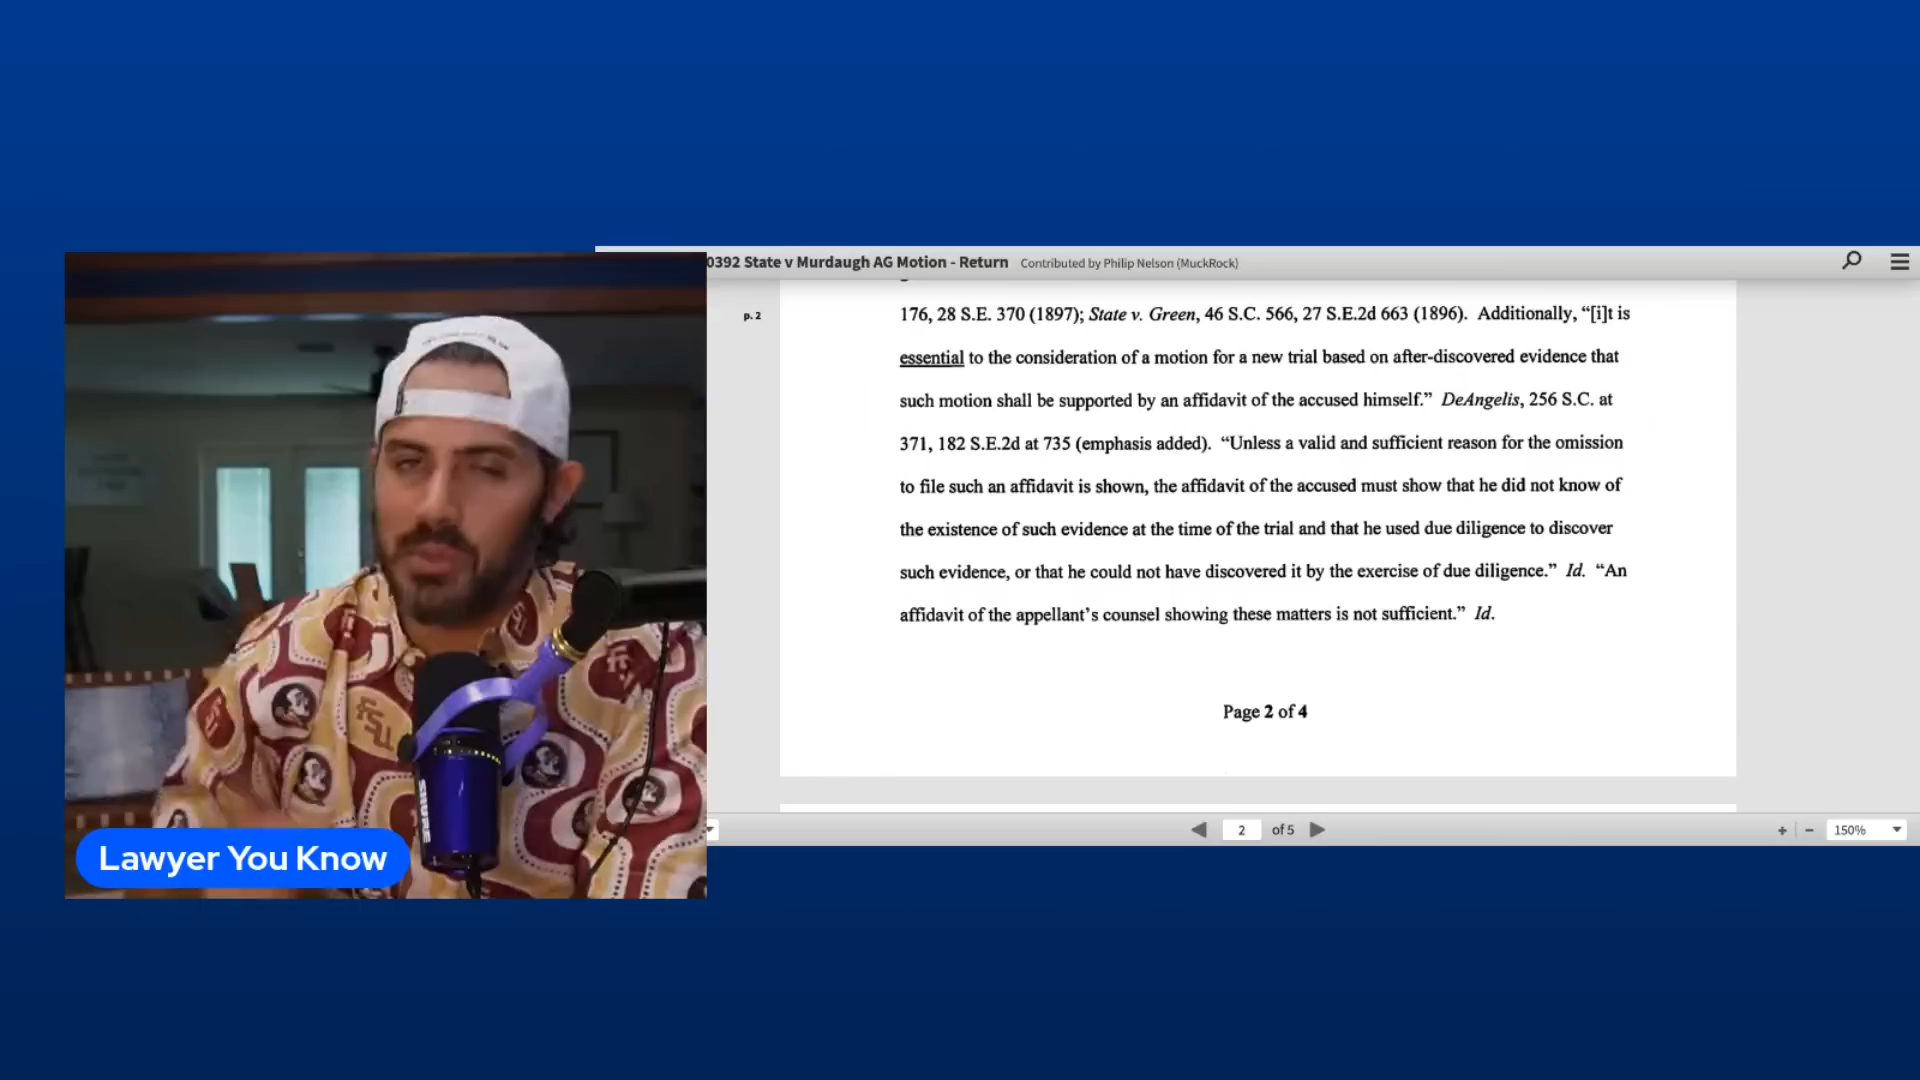 0392 State v Murdaugh AG Motion - Return Contributed by Philip Nelson (MuckRock)
p. 2
176, 28 S.E. 370 (1897); State v. Green, 46 S.C. 566, 27 S.E.2d 663 (1896). Additionally, “[i]t is
essential to the consideration of a motion for a new trial based on after-discovered evidence that
such motion shall be supported by an affidavit of the accused himself.” DeAngelis, 256 S.C. at
371, 182 S.E.2d at 735 (emphasis added). “Unless a valid and sufficient reason for the omission
to file such an affidavit is shown, the affidavit of the accused must show that he did not know of
the existence of such evidence at the time of the trial and that he used due diligence to discover
such evidence, or that he could not have discovered it by the exercise of due diligence.” Id. “An
affidavit of the appellant’s counsel showing these matters is not sufficient.” Id.
Page 2 of 4
2 of 5
+ − 150%
FSU
SHURE
Lawyer You Know